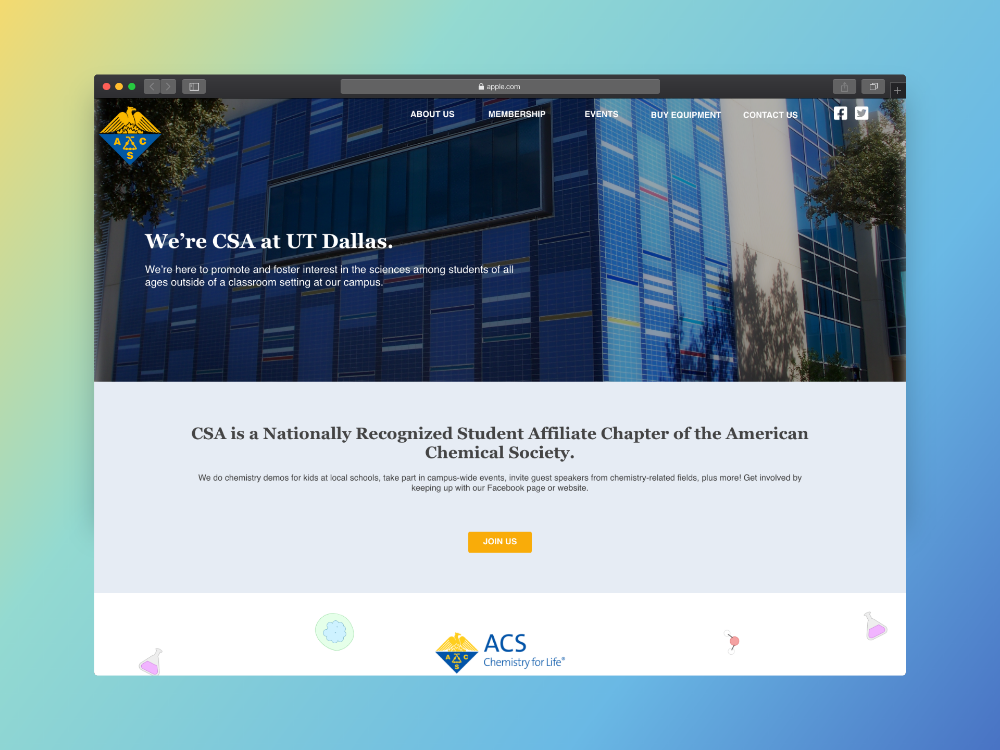 apple.com
ABOUT US MEMBERSHIP EVENTS BUY EQUIPMENT CONTACT US
A C
S
We’re CSA at UT Dallas.
We’re here to promote and foster interest in the sciences among students of all
ages outside of a classroom setting at our campus.
CSA is a Nationally Recognized Student Affiliate Chapter of the American
Chemical Society.
We do chemistry demos for kids at local schools, take part in campus-wide events, invite guest speakers from chemistry-related fields, plus more! Get involved by
keeping up with our Facebook page or website.
JOIN US
A C
S
ACS
Chemistry for Life®